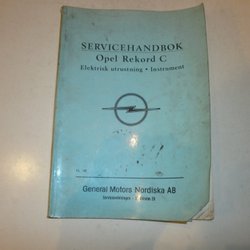 SERVICEHANDBOK
Opel Rekord C
Elektrisk utrustning • Instrument
General Motors Nordiska AB